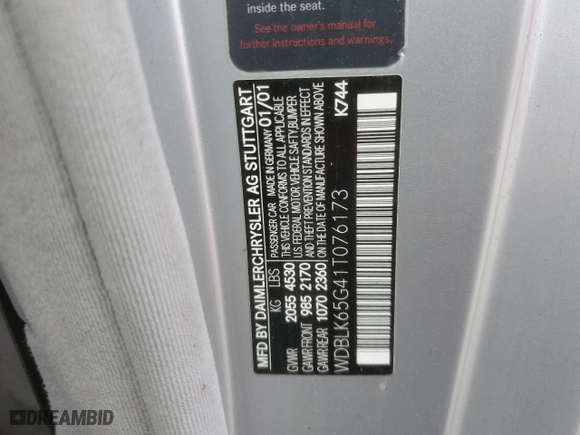 inside the seat.
See the owner's manual for
further instructions and warnings.
MFD BY DAIMLERCHRYSLER AG STUTTGART
PASSENGER CAR MADE IN GERMANY 01/01
KG LBS THIS VEHICLE CONFORMS TO ALL APPLICABLE
GVWR 2055 4530 U.S. FEDERAL MOTOR VEHICLE SAFTY,BUMPER
GAWR FRONT 985 2170 AND THEFT PREVENTION STANDARDS IN EFFECT
GAWR REAR 1070 2360 ON THE DATE OF MANUFACTURE SHOWN ABOVE
WDBLK65G41T076173 K744
DREAMBID